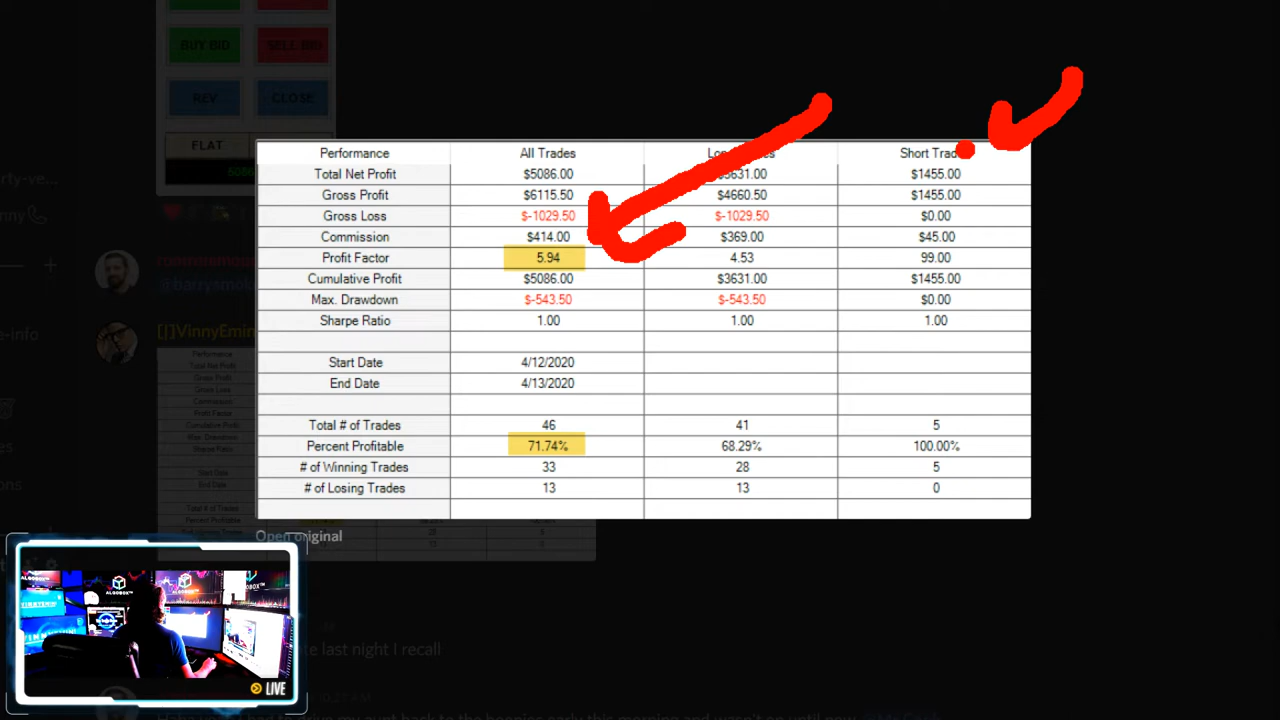 BUY BID SELL BID
REV CLOSE
FLAT
Performance All Trades Short
Total Net Profit $5086.00 $1455.00
Gross Profit $6115.50 $4660.50 $1455.00
Gross Loss $-1029.50 $-1029.50 $0.00
Commission $414.00 $369.00 $45.00
Profit Factor 5.94 4.53 99.00
Cumulative Profit $5086.00 $3631.00 $1455.00
Max. Drawdown $-543.50 $-543.50 $0.00
Sharpe Ratio 1.00 1.00 1.00
Start Date 4/12/2020
End Date 4/13/2020
Total # of Trades 46 41 5
Percent Profitable 71.74% 68.29% 100.00%
# of Winning Trades 33 28 5
# of Losing Trades 13 13 0
Open original
last night I recall
ALGOBOX™
LIVE